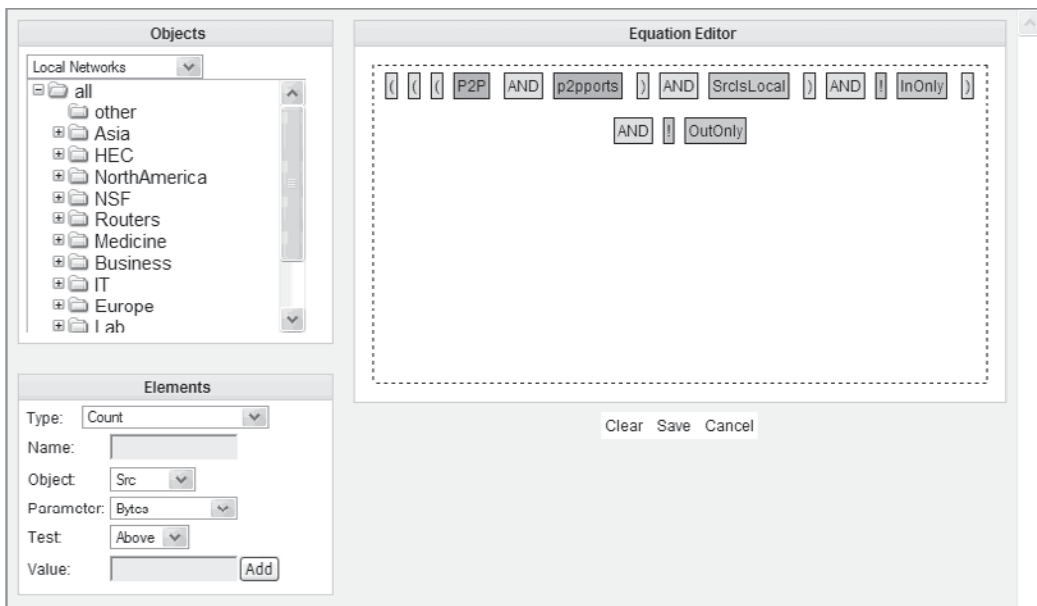 Objects
Local Networks
all
other
Asia
HEC
NorthAmerica
NSF
Routers
Medicine
Business
IT
Europe
Lab
Elements
Type: Count
Name:
Object: Src
Parameter: Bytes
Test: Above
Value: Add
Equation Editor
( ( ( P2P AND p2pports ) AND SrcIsLocal ) AND ! InOnly )
AND ! OutOnly
Clear Save Cancel